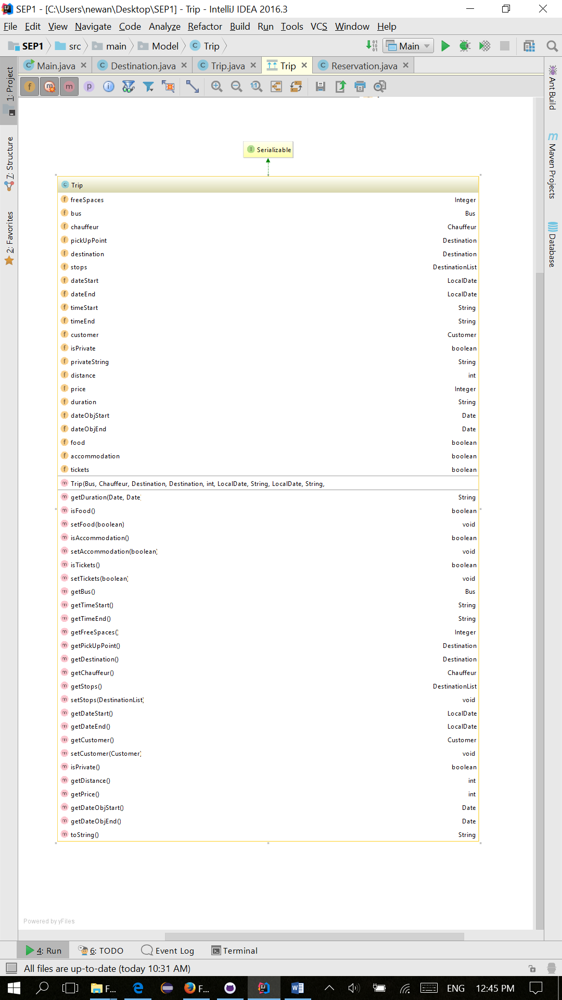 SEP1 - [C:\Users\newan\Desktop\SEP1] - Trip - IntelliJ IDEA 2016.3
File Edit View Navigate Code Analyze Refactor Build Run Tools VCS Window Help
SEP1 src main Model Trip Main
Main.java Destination.java Trip.java Trip Reservation.java
1: Project
7: Structure
2: Favorites
Ant Build
Maven Projects
Database
Serializable
Trip
freeSpaces Integer
bus Bus
chauffeur Chauffeur
pickUpPoint Destination
destination Destination
stops DestinationList
dateStart LocalDate
dateEnd LocalDate
timeStart String
timeEnd String
customer Customer
isPrivate boolean
privateString String
distance int
price Integer
duration String
dateObjStart Date
dateObjEnd Date
food boolean
accommodation boolean
tickets boolean
Trip(Bus, Chauffeur, Destination, Destination, int, LocalDate, String, LocalDate, String,
getDuration(Date, Date) String
isFood() boolean
setFood(boolean) void
isAccommodation() boolean
setAccommodation(boolean) void
isTickets() boolean
setTickets(boolean) void
getBus() Bus
getTimeStart() String
getTimeEnd() String
getFreeSpaces() Integer
getPickUpPoint() Destination
getDestination() Destination
getChauffeur() Chauffeur
getStops() DestinationList
setStops(DestinationList) void
getDateStart() LocalDate
getDateEnd() LocalDate
getCustomer() Customer
setCustomer(Customer) void
isPrivate() boolean
getDistance() int
getPrice() int
getDateObjStart() Date
getDateObjEnd() Date
toString() String
Powered by yFiles
4: Run 6: TODO Event Log Terminal
All files are up-to-date (today 10:31 AM)
F... F... ENG 12:45 PM